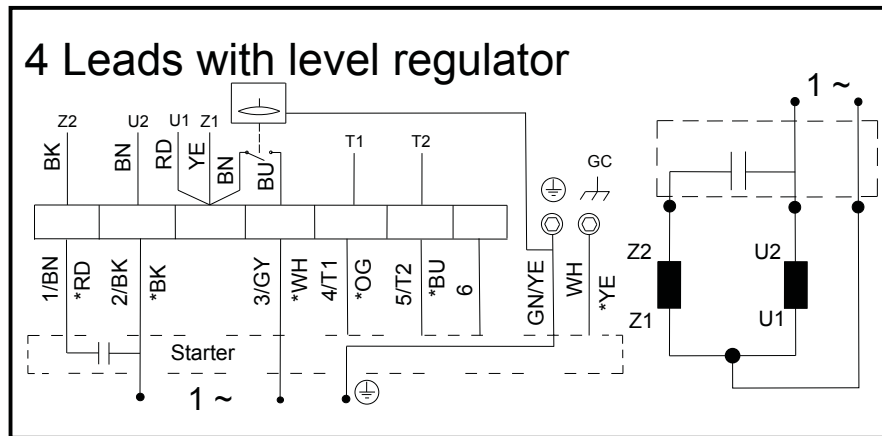 4 Leads with level regulator
1 ~
Z2 U2 U1 Z1 T1 T2 GC
BK BN RD YE BN BU
1/BN *RD 2/BK *BK 3/GY *WH 4/T1 *OG 5/T2 *BU 6 GN/YE WH *YE
Z2 U2
Z1 U1
Starter
1 ~